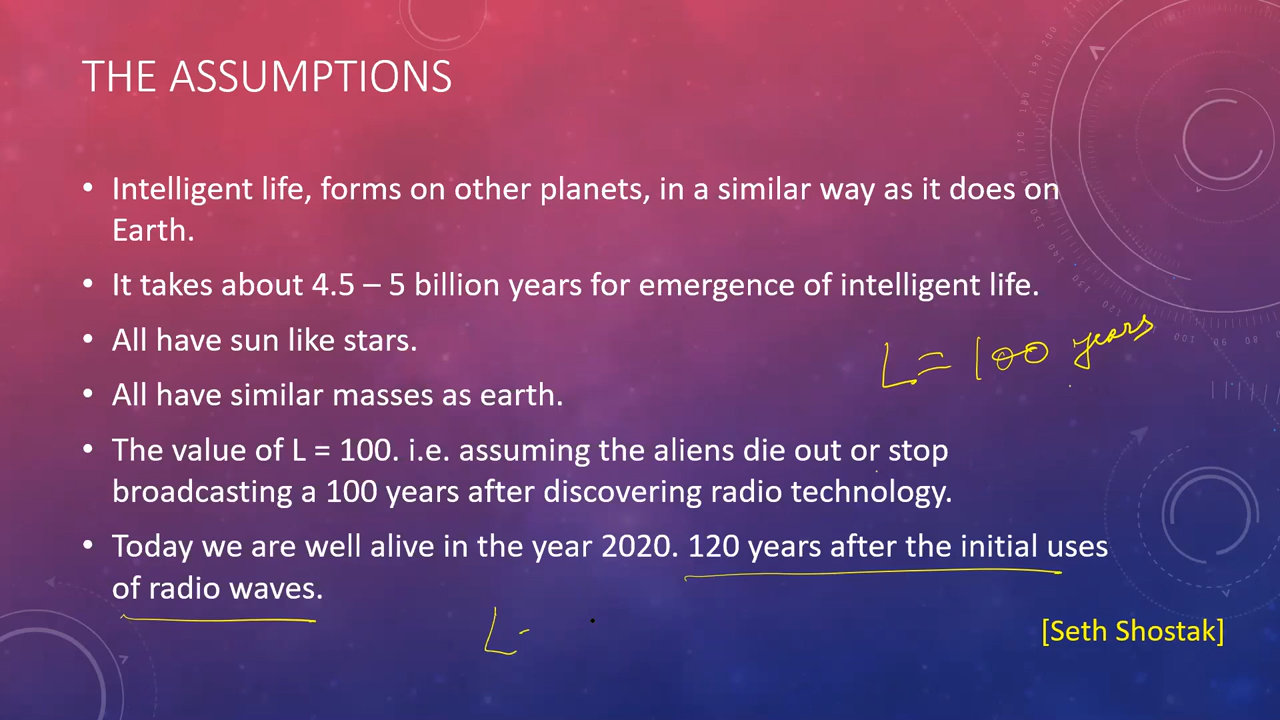 THE ASSUMPTIONS
• Intelligent life, forms on other planets, in a similar way as it does on
Earth.
• It takes about 4.5 – 5 billion years for emergence of intelligent life.
• All have sun like stars.
L = 100 years
• All have similar masses as earth.
• The value of L = 100. i.e. assuming the aliens die out or stop
broadcasting a 100 years after discovering radio technology.
• Today we are well alive in the year 2020. 120 years after the initial uses
of radio waves.
L=
[Seth Shostak]